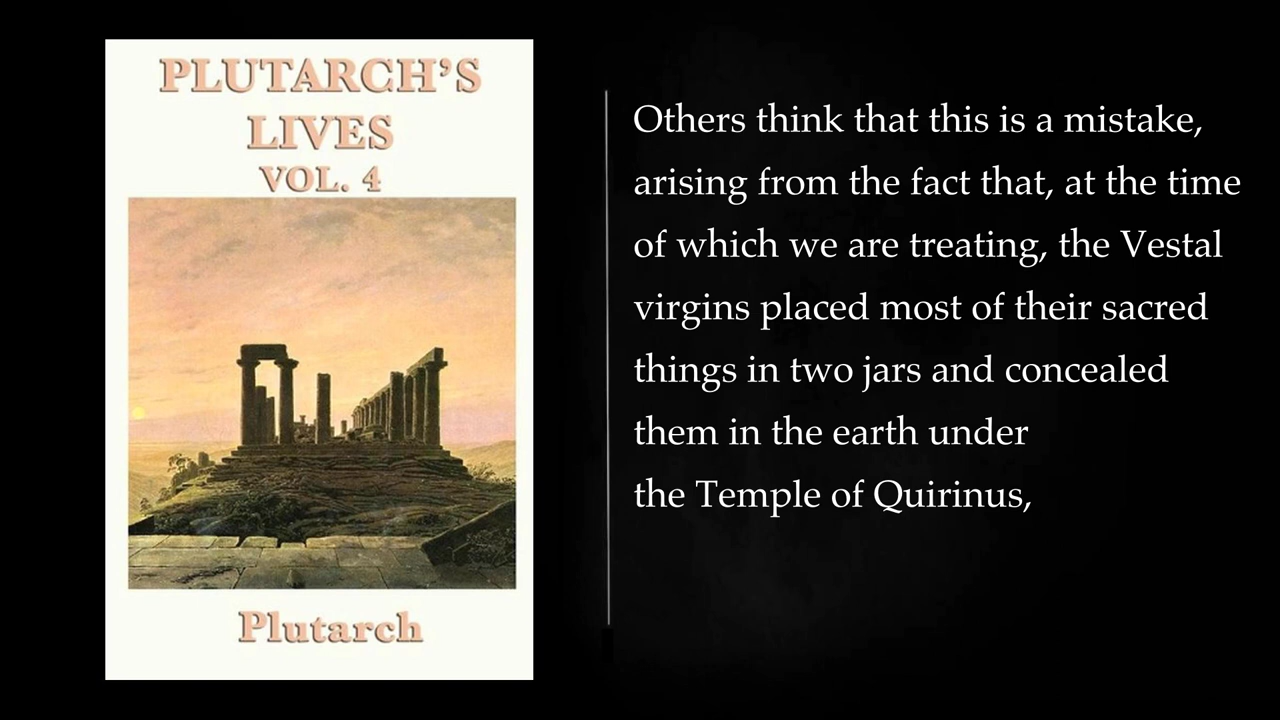 PLUTARCH'S
LIVES
VOL. 4
Plutarch
Others think that this is a mistake,
arising from the fact that, at the time
of which we are treating, the Vestal
virgins placed most of their sacred
things in two jars and concealed
them in the earth under
the Temple of Quirinus,